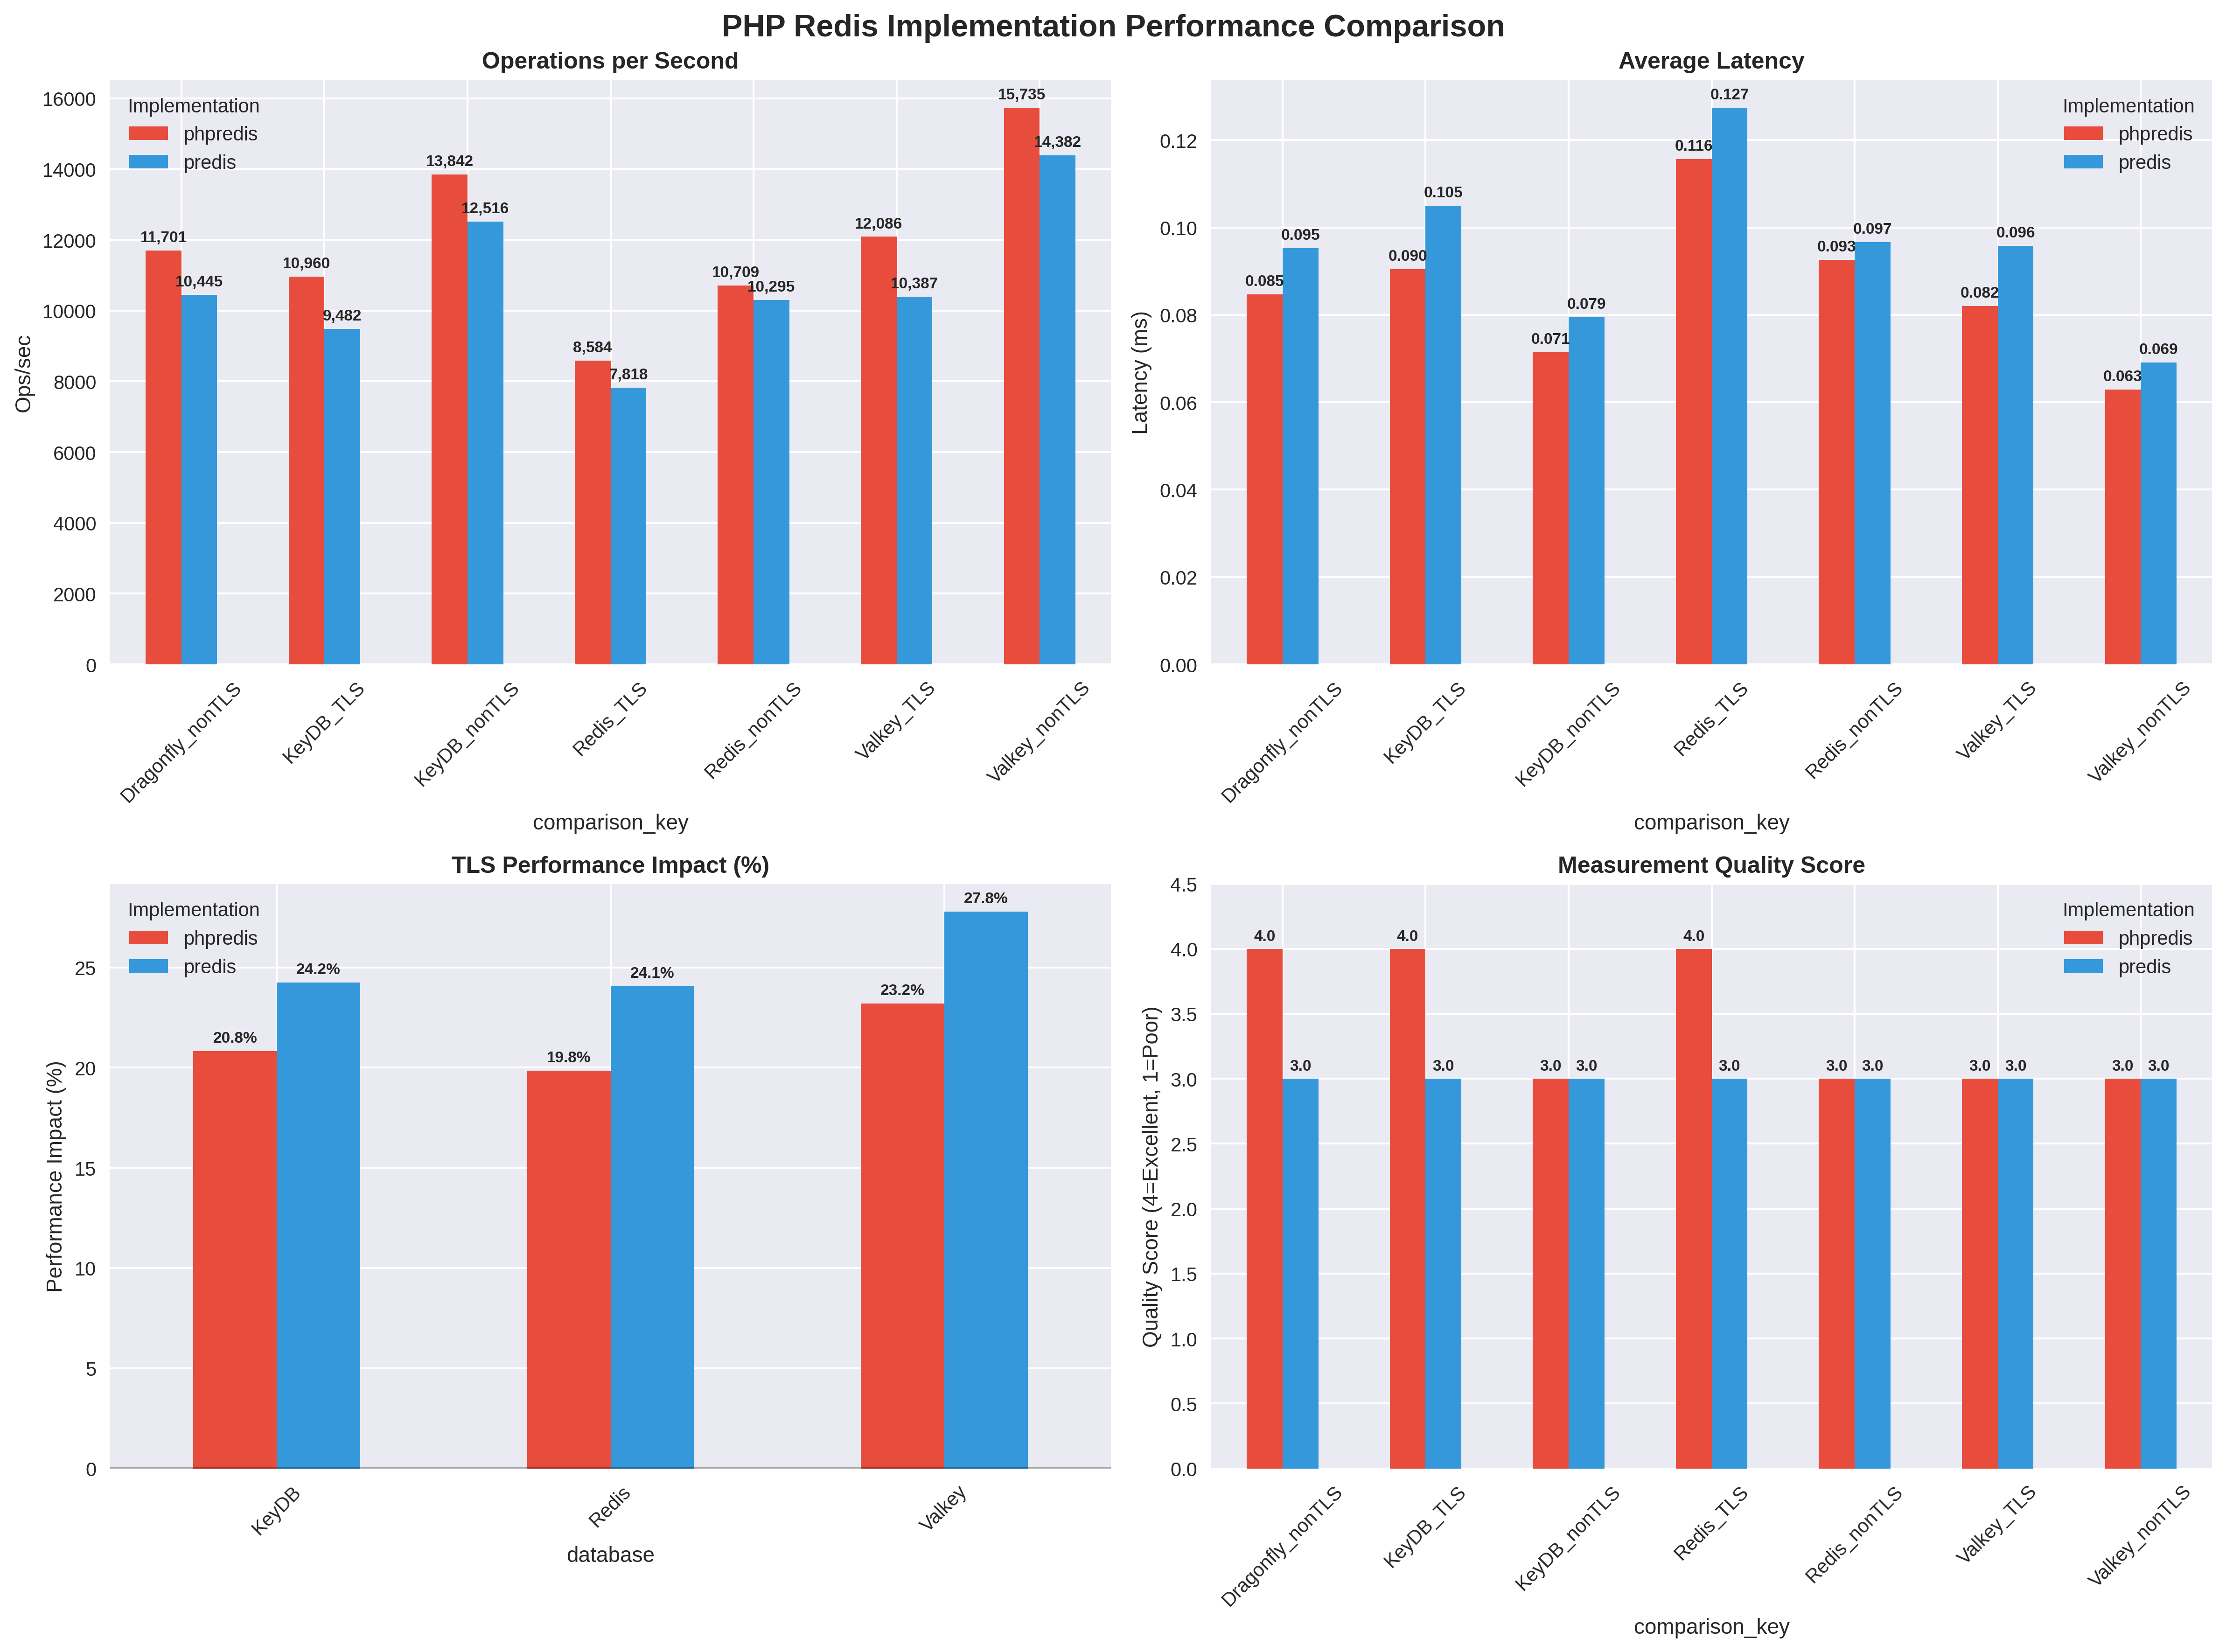 PHP Redis Implementation Performance Comparison
Operations per Second
Ops/sec
16000
14000
12000
10000
8000
6000
4000
2000
0
Implementation
phpredis
predis
11,701
10,445
10,960
9,482
13,842
12,516
8,584
7,818
10,709
10,295
12,086
10,387
15,735
14,382
Dragonfly_nonTLS
KeyDB_TLS
KeyDB_nonTLS
Redis_TLS
Redis_nonTLS
Valkey_TLS
Valkey_nonTLS
comparison_key
Average Latency
Latency (ms)
0.12
0.10
0.08
0.06
0.04
0.02
0.00
Implementation
phpredis
predis
0.085
0.095
0.090
0.105
0.071
0.079
0.116
0.127
0.093
0.097
0.082
0.096
0.063
0.069
Dragonfly_nonTLS
KeyDB_TLS
KeyDB_nonTLS
Redis_TLS
Redis_nonTLS
Valkey_TLS
Valkey_nonTLS
comparison_key
TLS Performance Impact (%)
Performance Impact (%)
25
20
15
10
5
0
Implementation
phpredis
predis
20.8%
24.2%
19.8%
24.1%
23.2%
27.8%
KeyDB
Redis
Valkey
database
Measurement Quality Score
Quality Score (4=Excellent, 1=Poor)
4.5
4.0
3.5
3.0
2.5
2.0
1.5
1.0
0.5
0.0
Implementation
phpredis
predis
4.0
3.0
4.0
3.0
3.0
3.0
4.0
3.0
3.0
3.0
3.0
3.0
3.0
3.0
Dragonfly_nonTLS
KeyDB_TLS
KeyDB_nonTLS
Redis_TLS
Redis_nonTLS
Valkey_TLS
Valkey_nonTLS
comparison_key